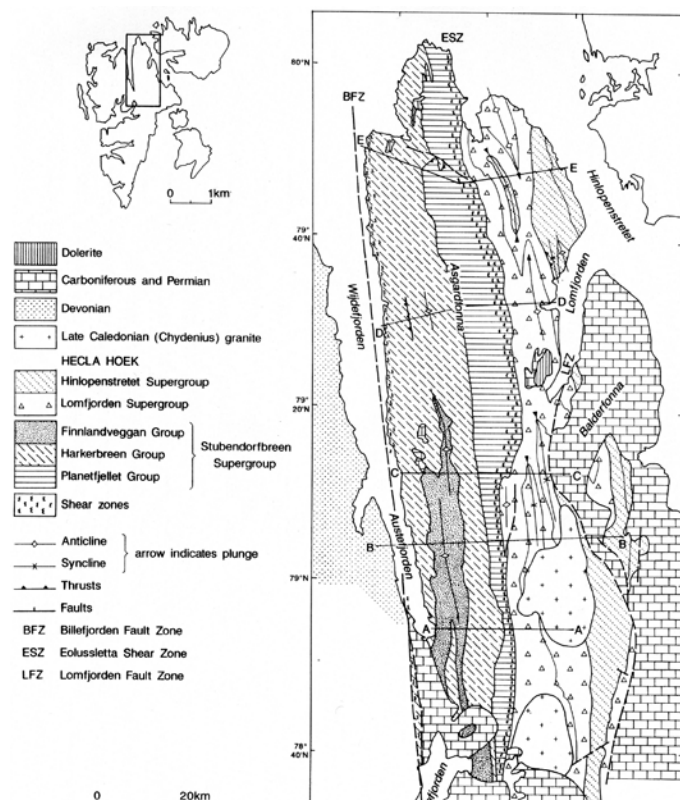 0 1km
Dolerite
Carboniferous and Permian
Devonian
Late Caledonian (Chydenius) granite
HECLA HOEK
Hinlopenstretet Supergroup
Lomfjorden Supergroup
Finnlandveggan Group
Harkerbreen Group
Planetfjellet Group
Stubendorfbreen
Supergroup
Shear zones
Anticline
Syncline
arrow indicates plunge
Thrusts
Faults
BFZ Billefjorden Fault Zone
ESZ Eolussletta Shear Zone
LFZ Lomfjorden Fault Zone
0 20km
ESZ
80°N
BFZ
E
E
Hinlopenstretet
79°
40'N
Asgardfonna
Lomfjorden
Wijdefjorden
D
D
LFZ
79°
20'N
Balderfonna
C
C
Austefjorden
B
B
79°N
A
A'
78°
40'N